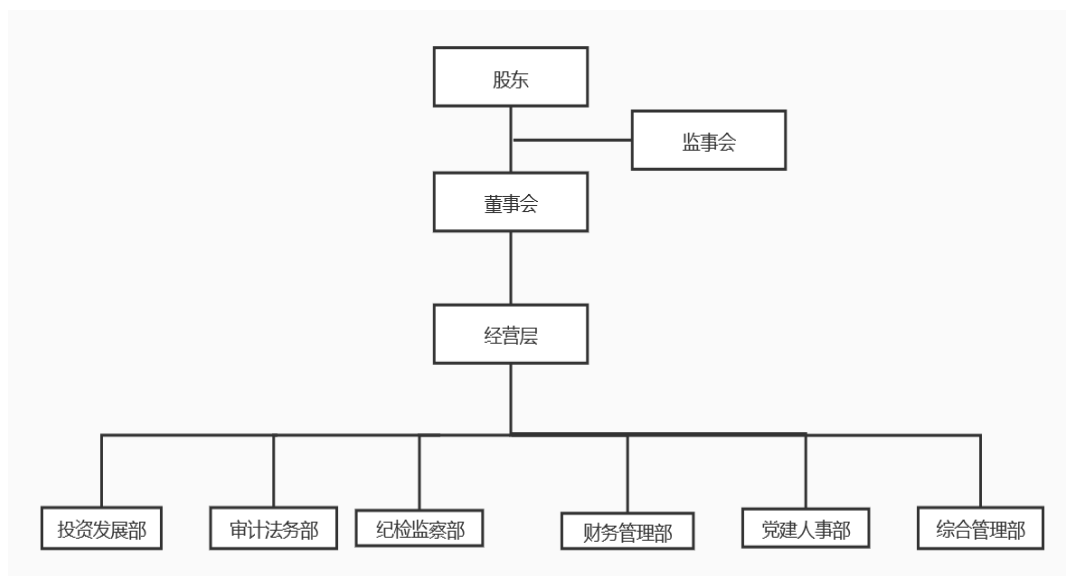 股东
监事会
董事会
经营层
投资发展部
审计法务部
纪检监察部
财务管理部
党建人事部
综合管理部